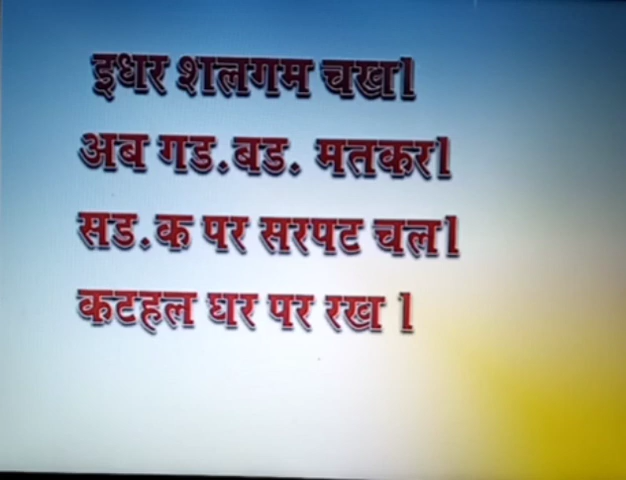 इधर शलगम चख।
अब गड.बड. मतकर।
सड.क पर सरपट चल।
कटहल घर पर रख ।